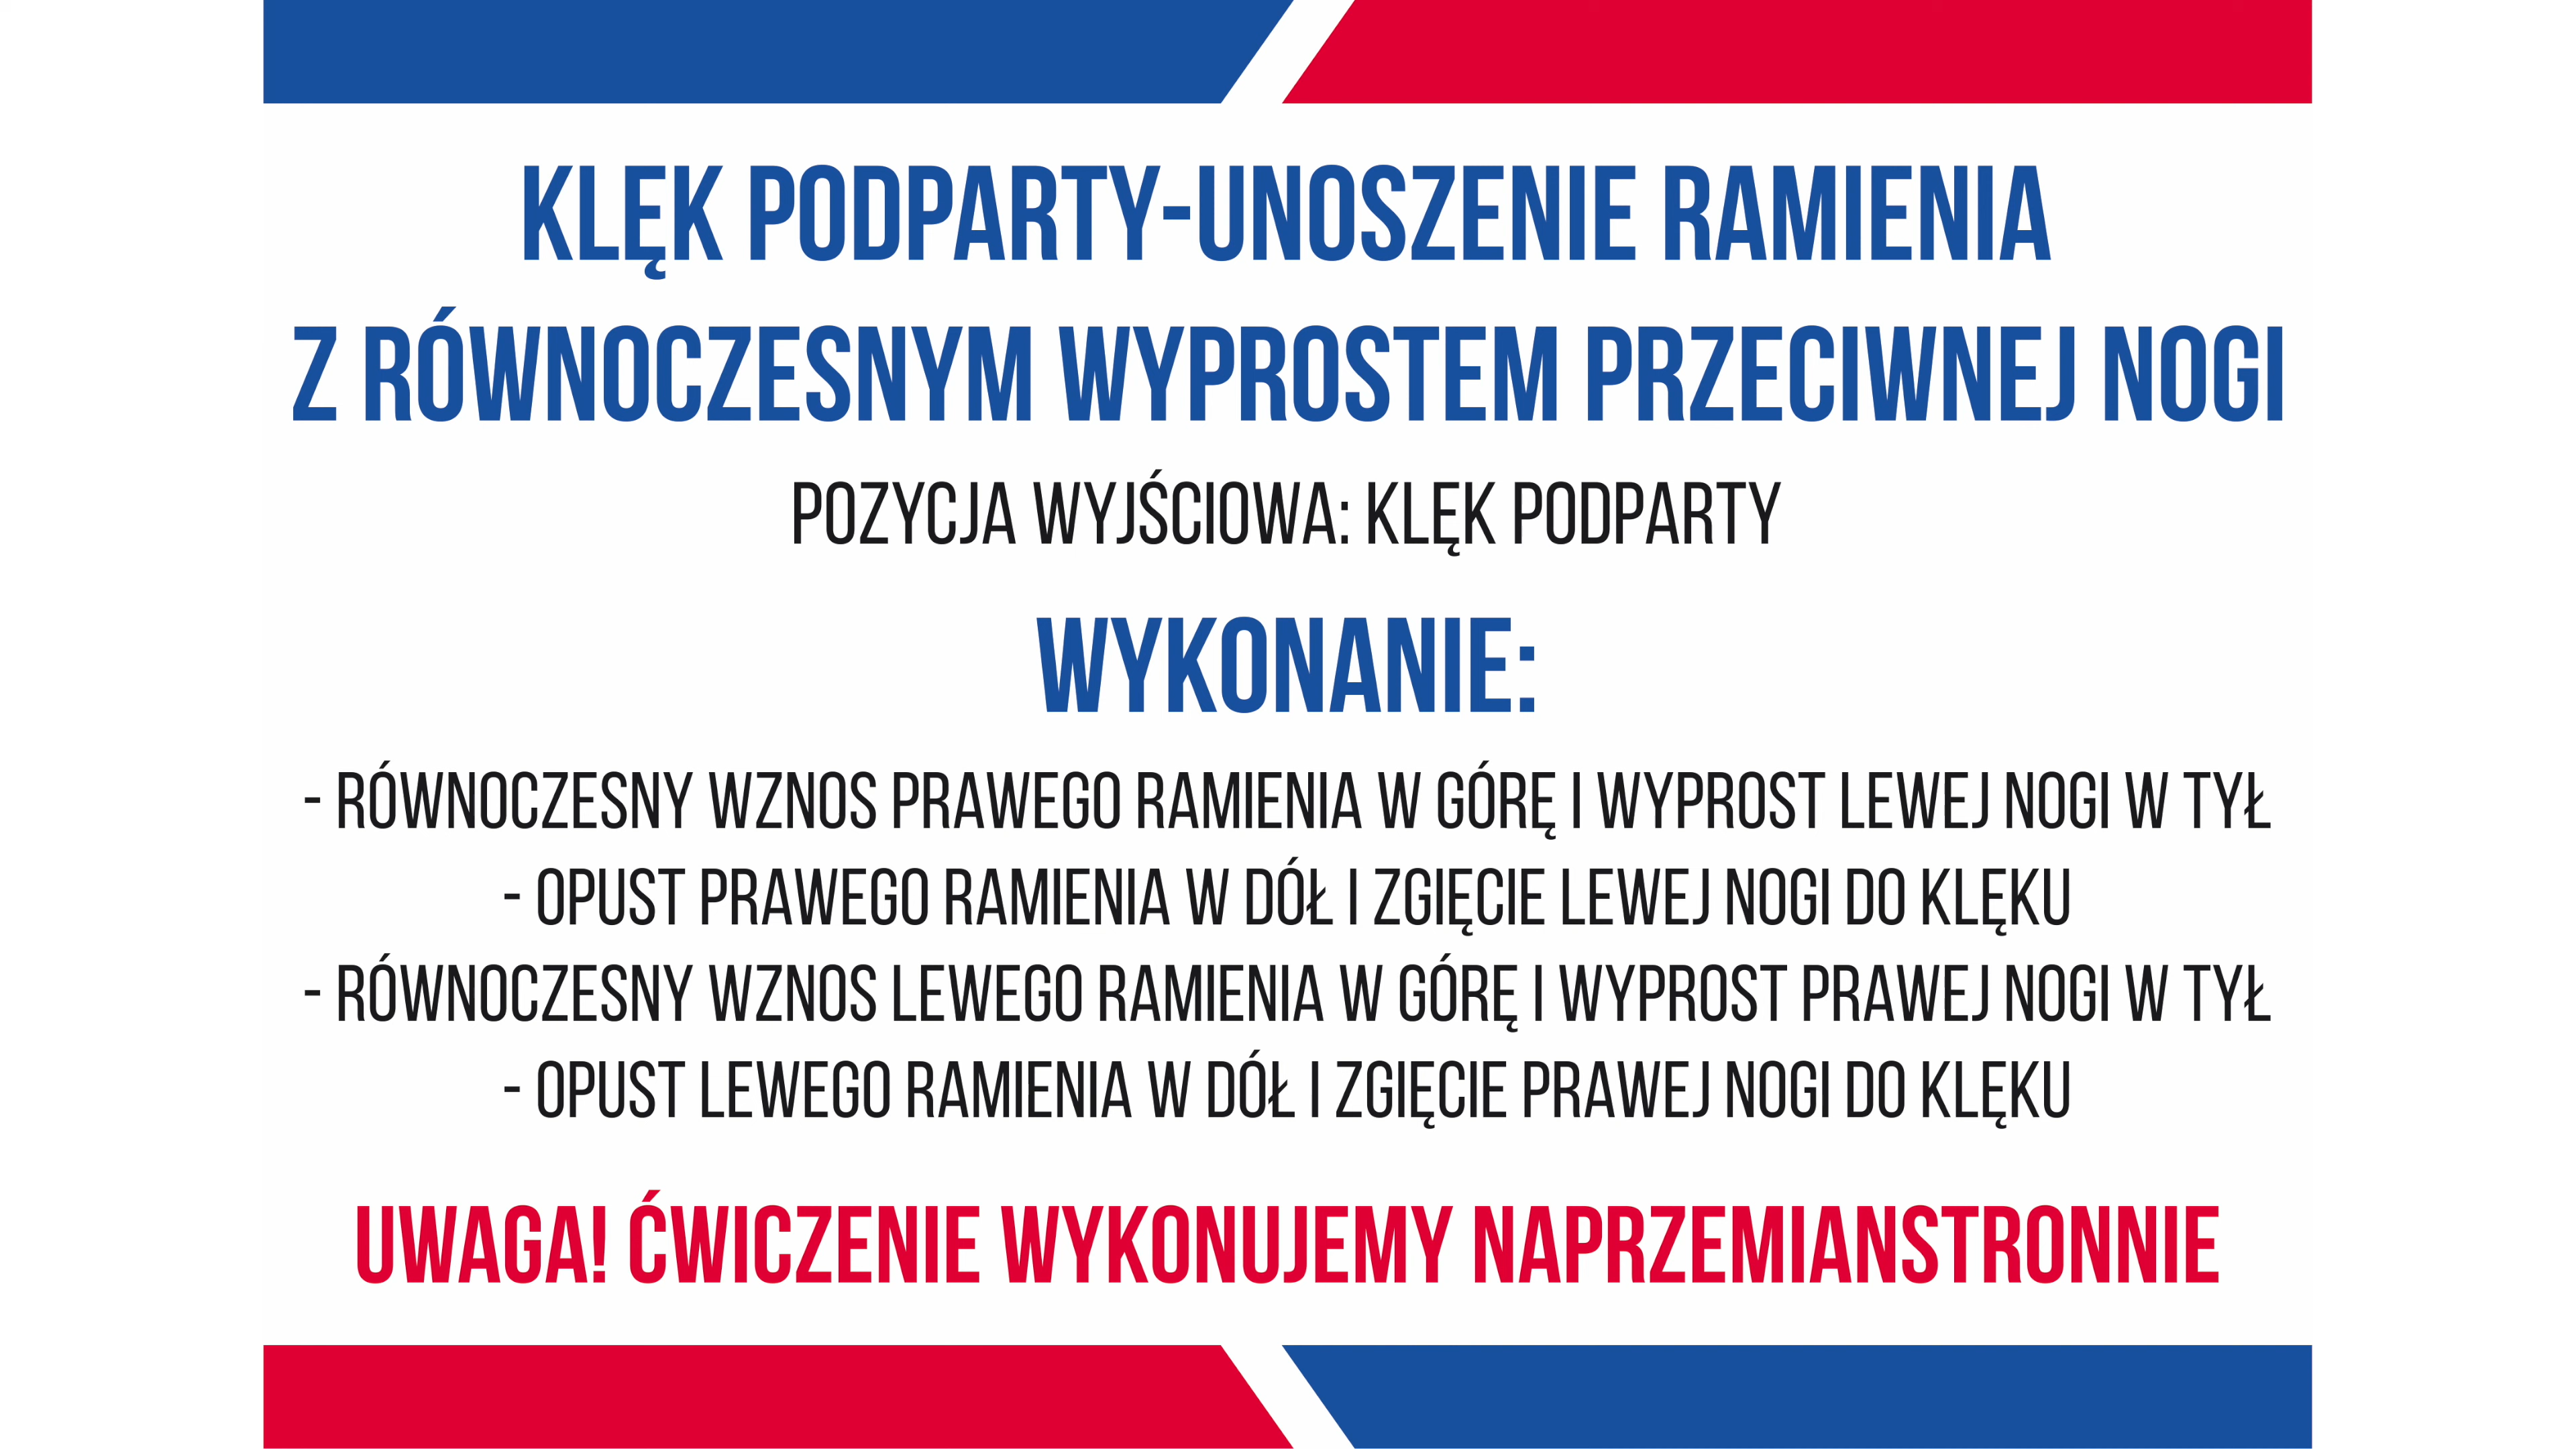 KLĘK PODPARTY-UNOSZENIE RAMIENIA
Z RÓWNOCZESNYM WYPROSTEM PRZECIWNEJ NOGI
POZYCJA WYJŚCIOWA: KLĘK PODPARTY
WYKONANIE:
- RÓWNOCZESNY WZNOS PRAWEGO RAMIENIA W GÓRĘ I WYPROST LEWEJ NOGI W TYŁ
- OPUST PRAWEGO RAMIENIA W DÓŁ I ZGIĘCIE LEWEJ NOGI DO KLĘKU
- RÓWNOCZESNY WZNOS LEWEGO RAMIENIA W GÓRĘ I WYPROST PRAWEJ NOGI W TYŁ
- OPUST LEWEGO RAMIENIA W DÓŁ I ZGIĘCIE PRAWEJ NOGI DO KLĘKU
UWAGA! ĆWICZENIE WYKONUJEMY NAPRZEMIANSTRONNIE